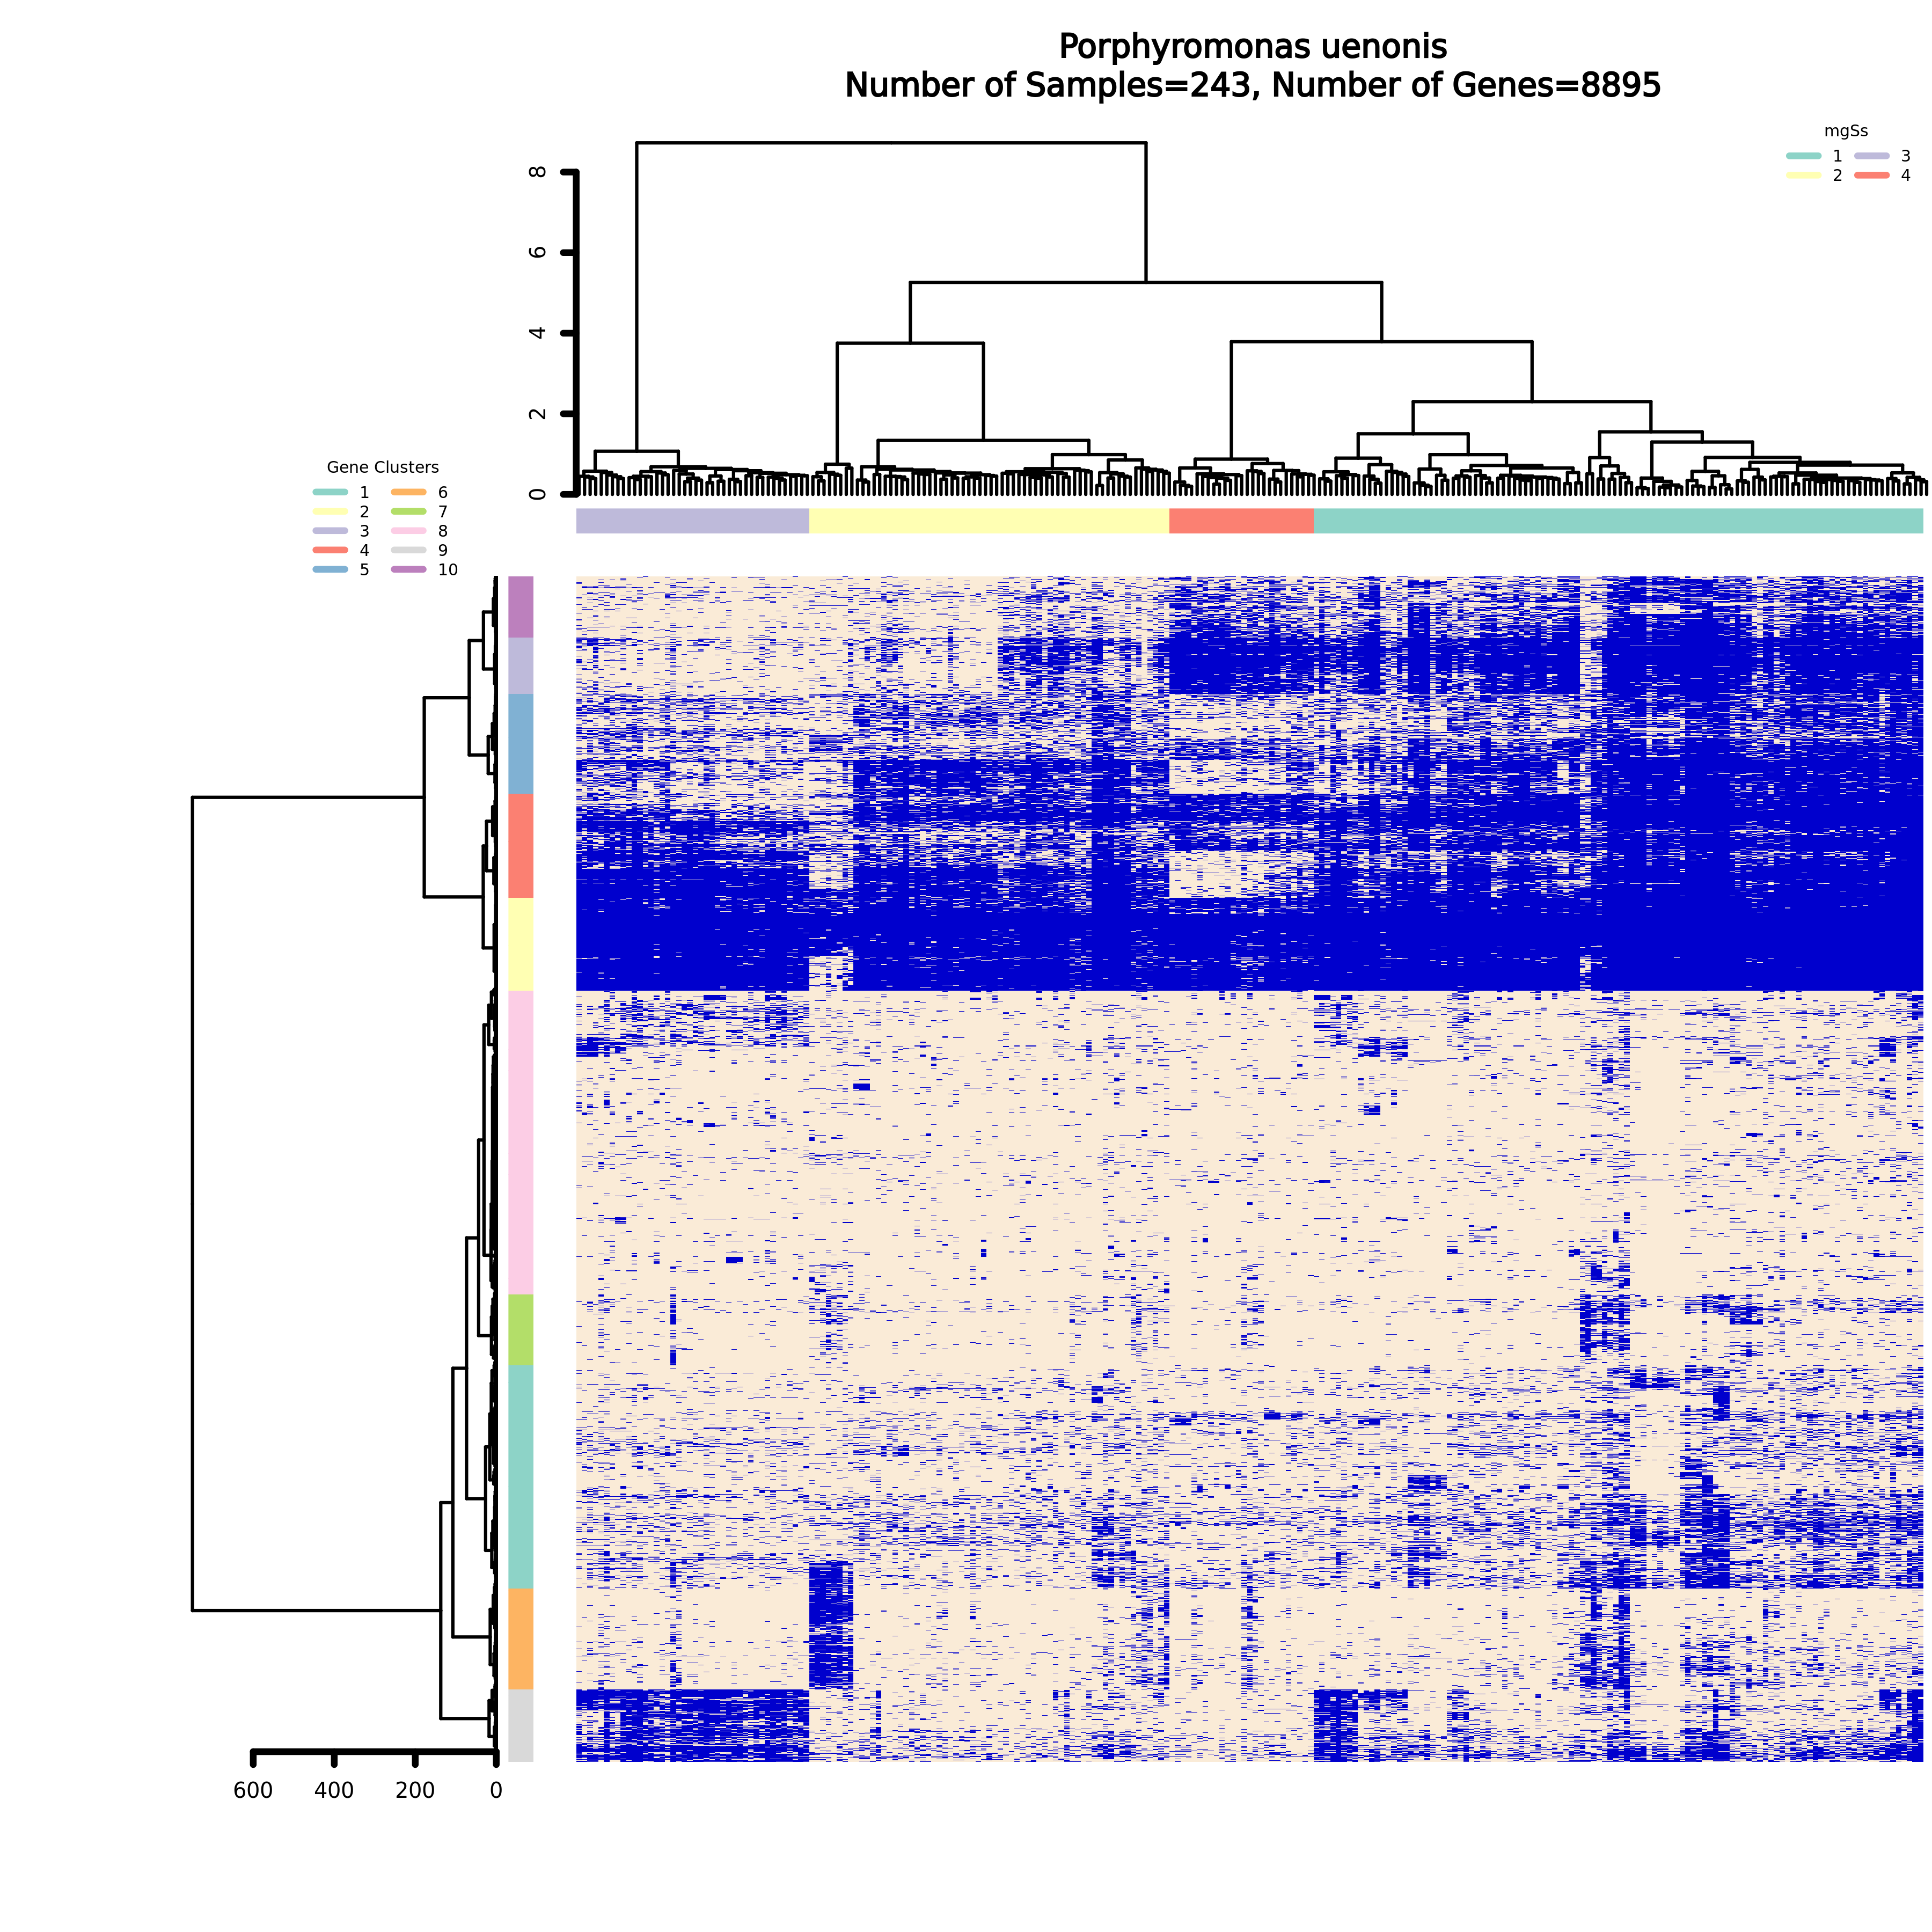 Porphyromonas uenonis
Number of Samples=243, Number of Genes=8895
mgSs
1 3
2 4
8
6
4
2
0
Gene Clusters
1 6
2 7
3 8
4 9
5 10
600 400 200 0